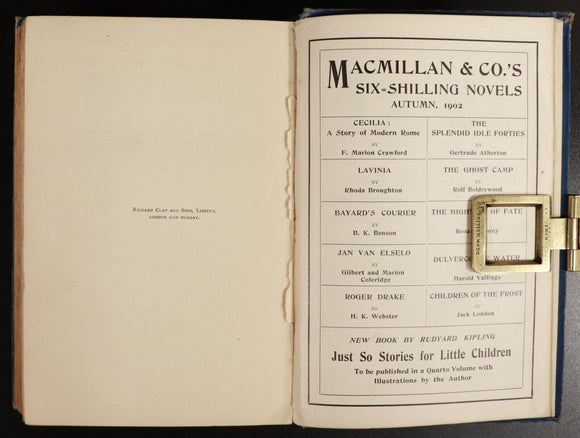 RICHARD CLAY AND SONS, LIMITED,
LONDON AND BUNGAY.
MACMILLAN & CO.'S
SIX-SHILLING NOVELS
AUTUMN, 1902
CECILIA:
A Story of Modern Rome
BY
F. Marion Crawford
THE
SPLENDID IDLE FORTIES
BY
Gertrude Atherton
LAVINIA
BY
Rhoda Broughton
THE GHOST CAMP
BY
Rolf Boldrewood
BAYARD'S COURIER
BY
B. K. Benson
THE OF FATE
JAN VAN ELSELO
BY
Gilbert and Marion
Coleridge
WATER
Harold Vallings
ROGER DRAKE
BY
H. K. Webster
CHILDREN OF THE FROST
BY
Jack London
NEW BOOK BY RUDYARD KIPLING
Just So Stories for Little Children
To be published in a Quarto Volume with
Illustrations by the Author